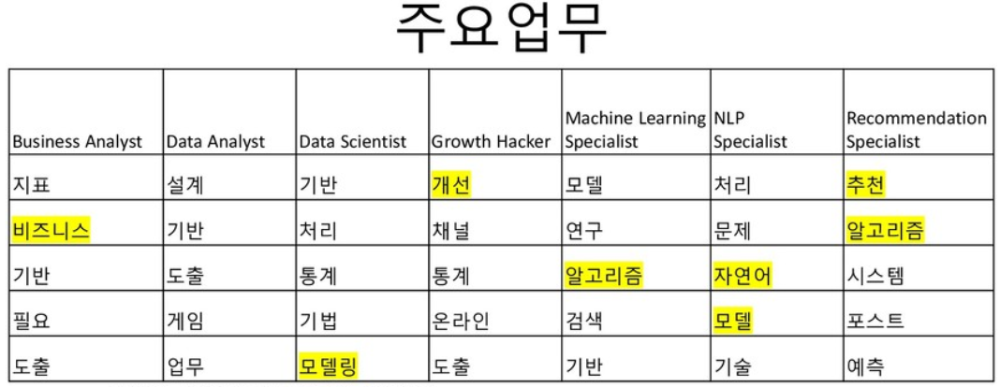 주요업무
Business Analyst Data Analyst Data Scientist Growth Hacker Machine Learning Specialist NLP Specialist Recommendation Specialist
지표 설계 기반 개선 모델 처리 추천
비즈니스 기반 처리 채널 연구 문제 알고리즘
기반 도출 통계 통계 알고리즘 자연어 시스템
필요 게임 기법 온라인 검색 모델 포스트
도출 업무 모델링 도출 기반 기술 예측